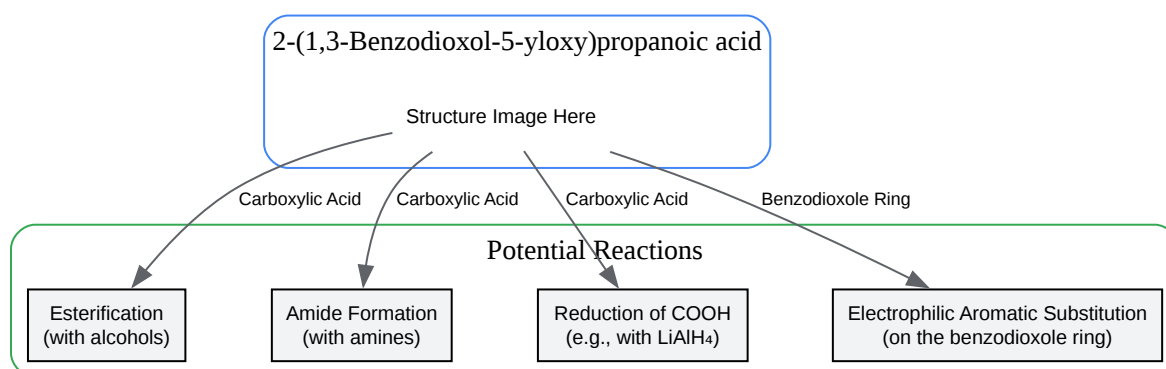 2-(1,3-Benzodioxol-5-yloxy)propanoic acid
Structure Image Here
Carboxylic Acid
Carboxylic Acid
Carboxylic Acid
Benzodioxole Ring
Potential Reactions
Esterification
(with alcohols)
Amide Formation
(with amines)
Reduction of COOH
(e.g., with LiAlH₄)
Electrophilic Aromatic Substitution
(on the benzodioxole ring)